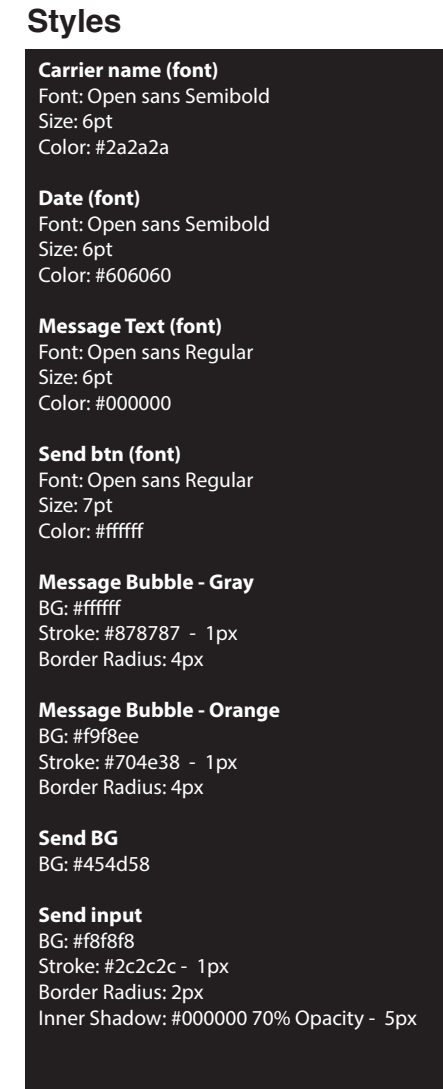 Styles
Carrier name (font)
Font: Open sans Semibold
Size: 6pt
Color: #2a2a2a
Date (font)
Font: Open sans Semibold
Size: 6pt
Color: #606060
Message Text (font)
Font: Open sans Regular
Size: 6pt
Color: #000000
Send btn (font)
Font: Open sans Regular
Size: 7pt
Color: #ffffff
Message Bubble - Gray
BG: #ffffff
Stroke: #878787 - 1px
Border Radius: 4px
Message Bubble - Orange
BG: #f9f8ee
Stroke: #704e38 - 1px
Border Radius: 4px
Send BG
BG: #454d58
Send input
BG: #f8f8f8
Stroke: #2c2c2c - 1px
Border Radius: 2px
Inner Shadow: #000000 70% Opacity - 5px